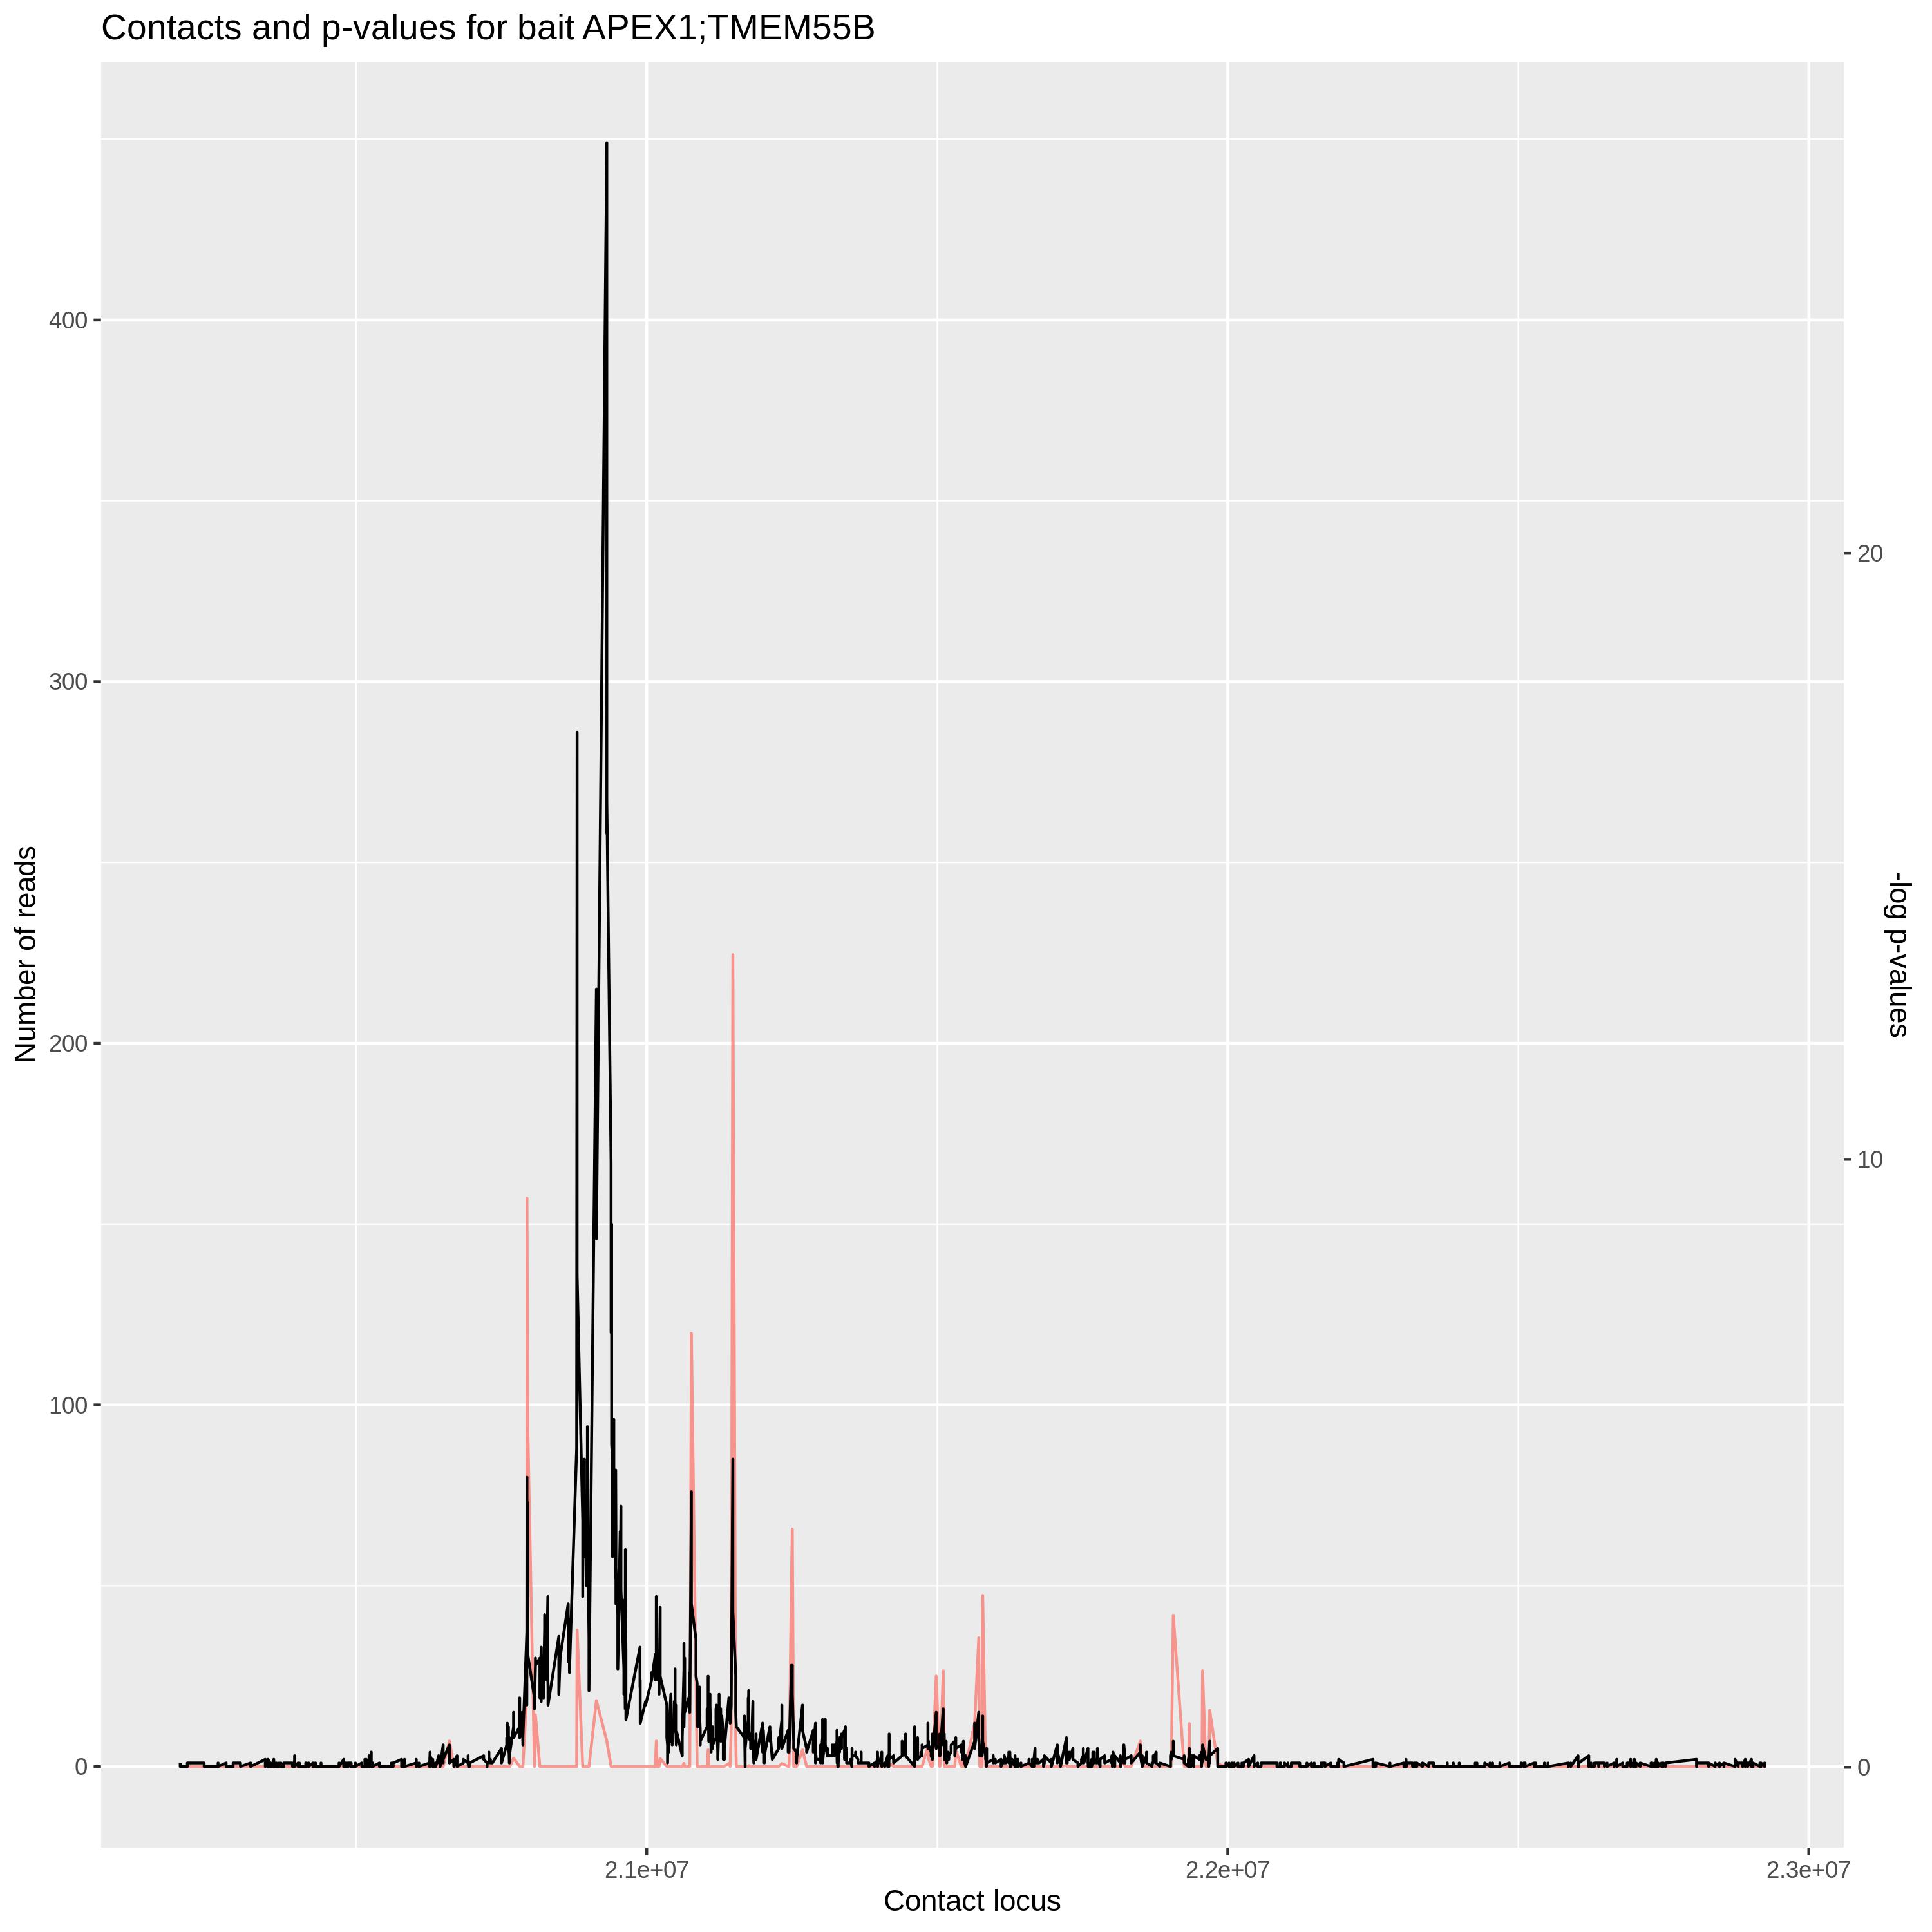 Contacts and p-values for bait APEX1;TMEM55B
Number of reads
400
300
200
100
0
20
10
0
-log p-values
2.1e+07
2.2e+07
2.3e+07
Contact locus